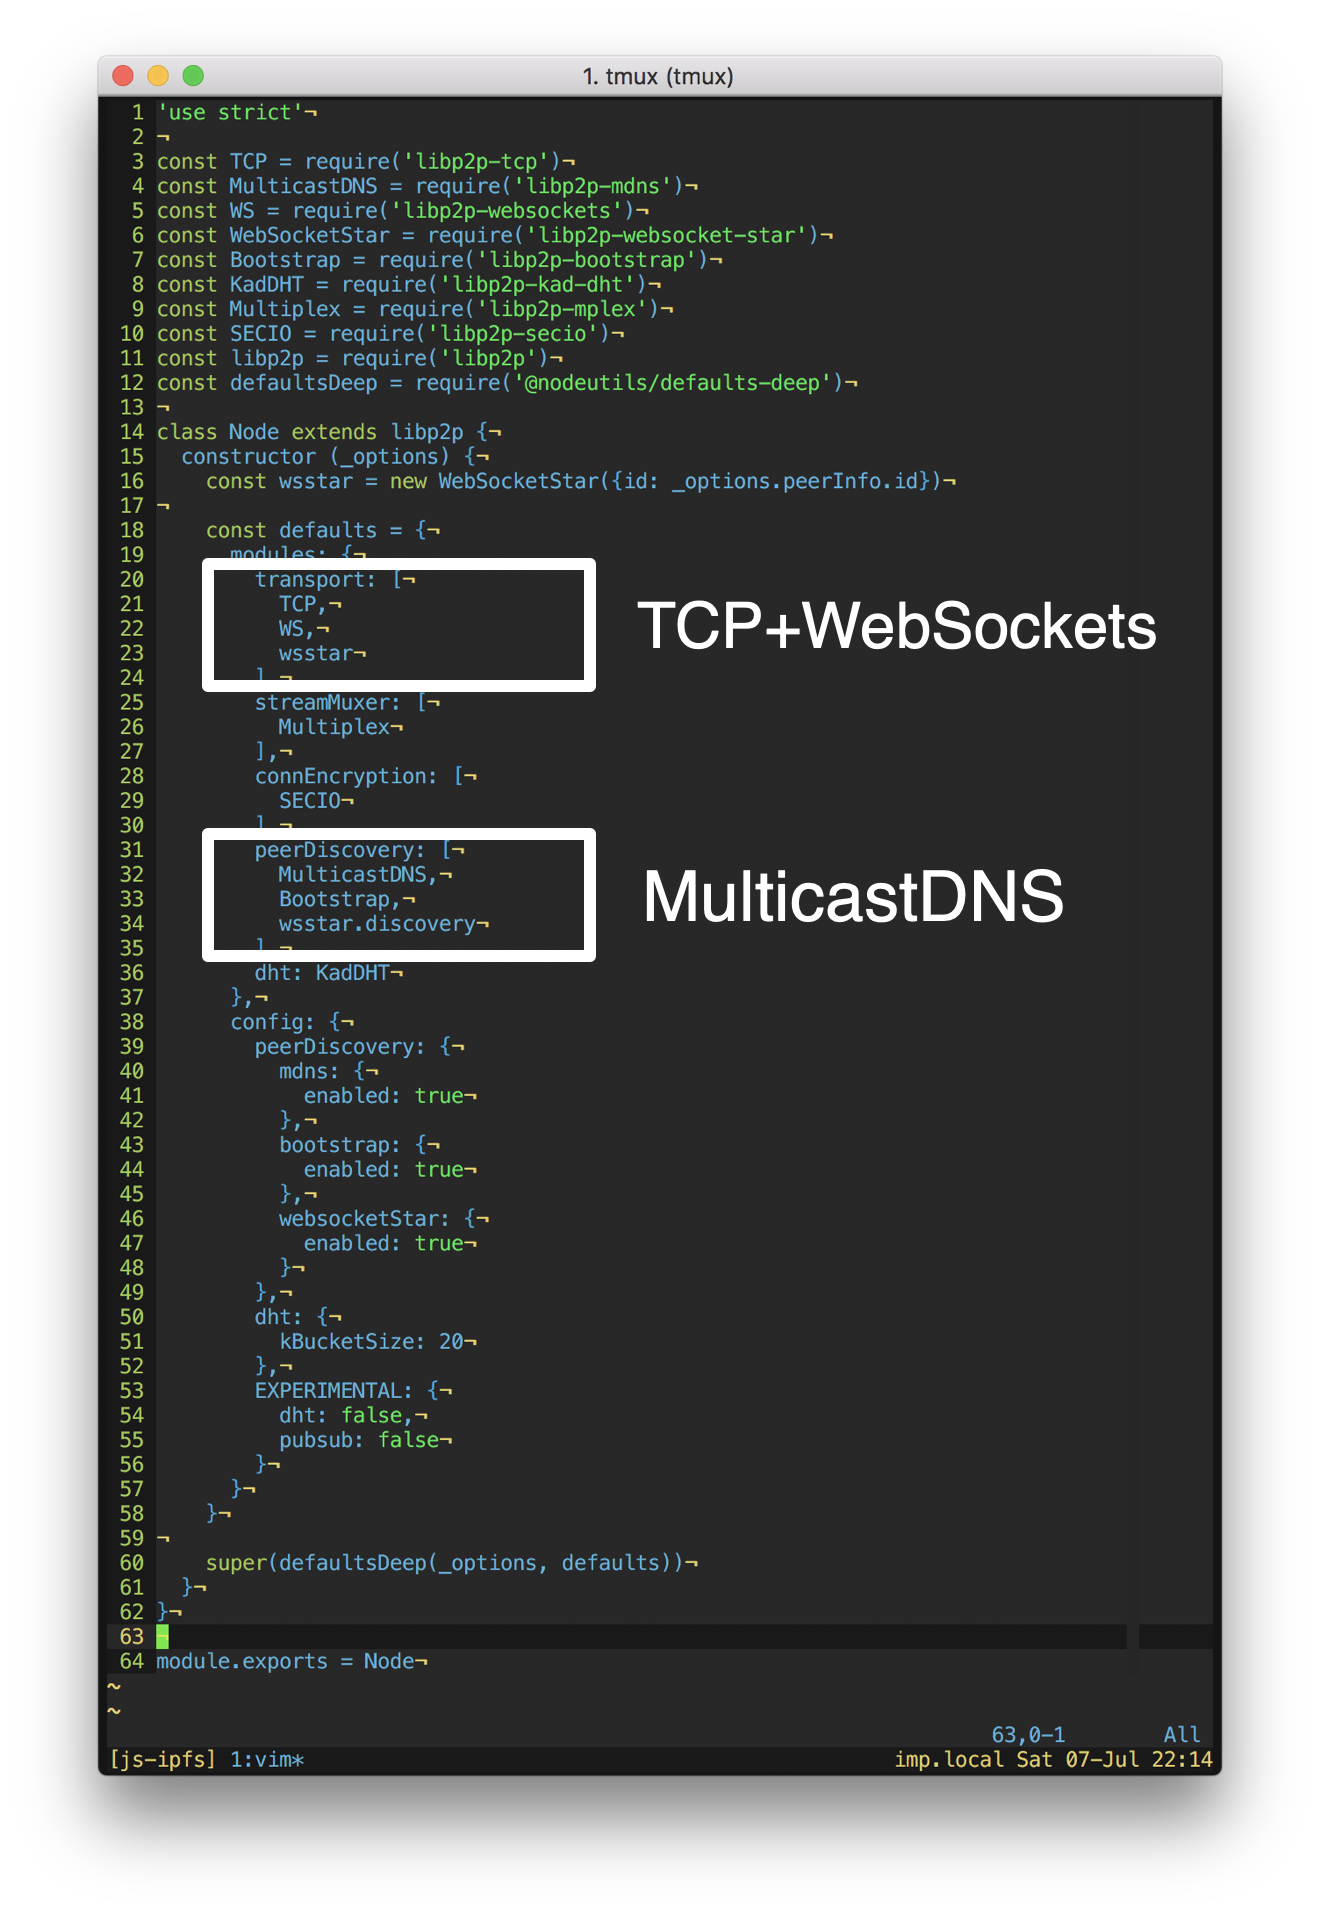 1. tmux (tmux)
1 'use strict'¬
2 ¬
3 const TCP = require('libp2p-tcp')¬
4 const MulticastDNS = require('libp2p-mdns')¬
5 const WS = require('libp2p-websockets')¬
6 const WebSocketStar = require('libp2p-websocket-star')¬
7 const Bootstrap = require('libp2p-bootstrap')¬
8 const KadDHT = require('libp2p-kad-dht')¬
9 const Multiplex = require('libp2p-mplex')¬
10 const SECIO = require('libp2p-secio')¬
11 const libp2p = require('libp2p')¬
12 const defaultsDeep = require('@nodeutils/defaults-deep')¬
13 ¬
14 class Node extends libp2p {¬
15   constructor (_options) {¬
16     const wsstar = new WebSocketStar({id: _options.peerInfo.id})¬
17 ¬
18     const defaults = {¬
19       modules: {¬
20         transport: [¬
21           TCP,¬
22           WS,¬
23           wsstar¬
24         ],¬
TCP+WebSockets
25         streamMuxer: [¬
26           Multiplex¬
27         ],¬
28         connEncryption: [¬
29           SECIO¬
30         ],¬
31         peerDiscovery: [¬
32           MulticastDNS,¬
33           Bootstrap,¬
34           wsstar.discovery¬
35         ],¬
MulticastDNS
36         dht: KadDHT¬
37       },¬
38       config: {¬
39         peerDiscovery: {¬
40           mdns: {¬
41             enabled: true¬
42           },¬
43           bootstrap: {¬
44             enabled: true¬
45           },¬
46           websocketStar: {¬
47             enabled: true¬
48           }¬
49         },¬
50         dht: {¬
51           kBucketSize: 20¬
52         },¬
53         EXPERIMENTAL: {¬
54           dht: false,¬
55           pubsub: false¬
56         }¬
57       }¬
58     }¬
59 ¬
60     super(defaultsDeep(_options, defaults))¬
61   }¬
62 }¬
63 ¬
64 module.exports = Node¬
~
~
63,0-1 All
[js-ipfs] 1:vim* imp.local Sat 07-Jul 22:14